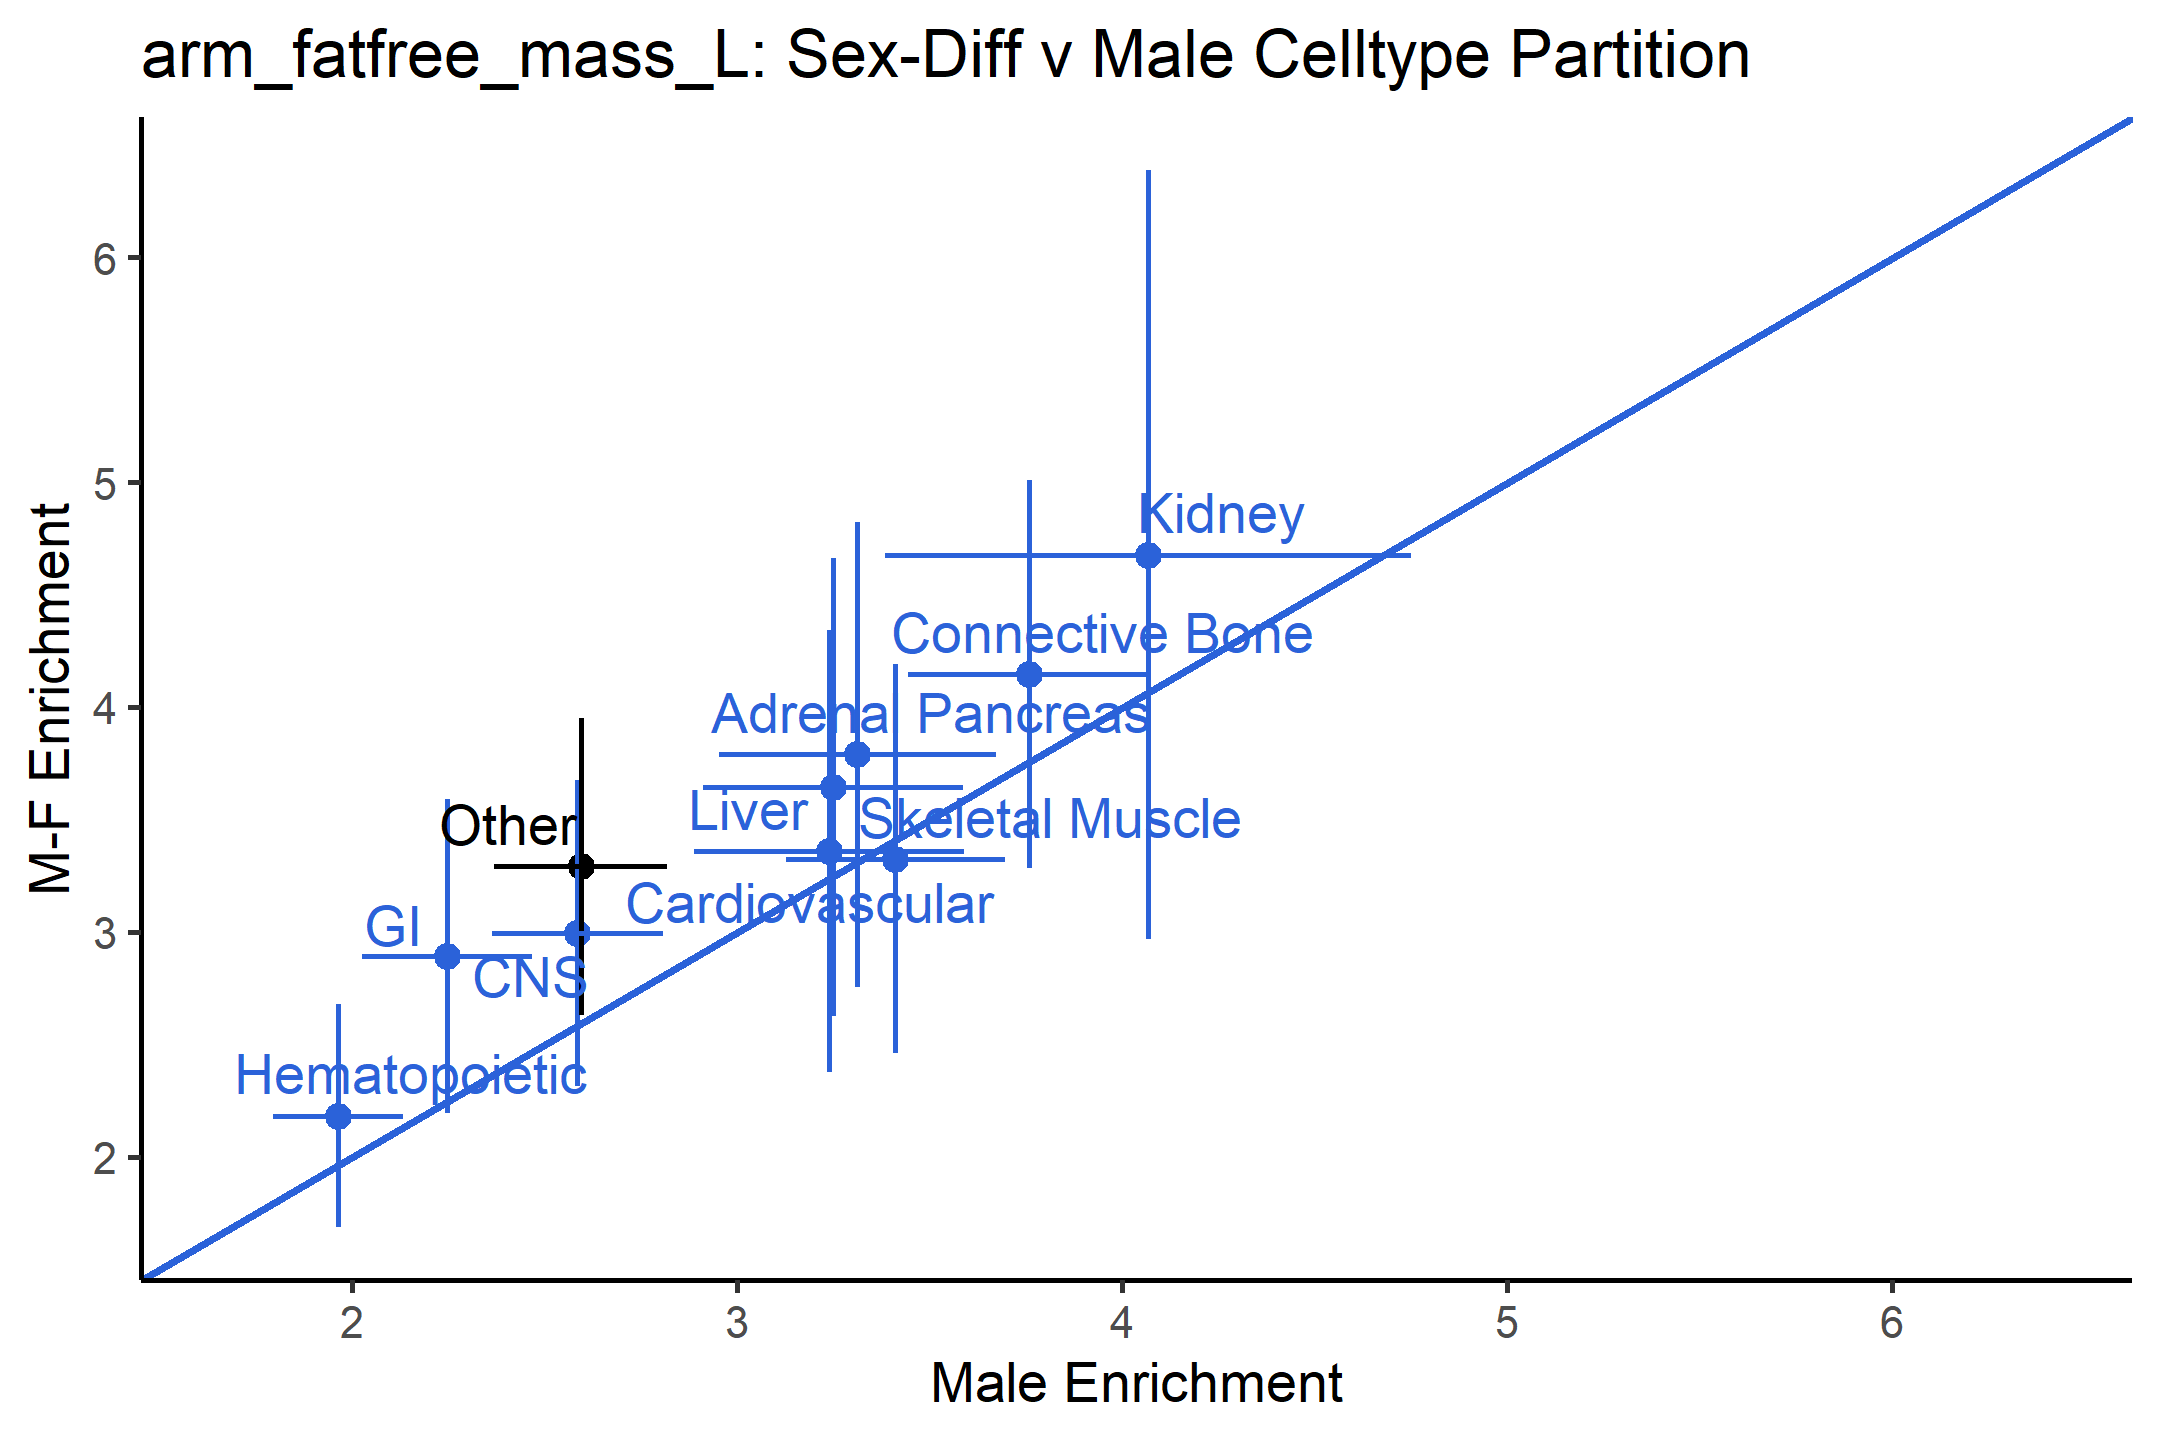 arm_fatfree_mass_L: Sex-Diff v Male Celltype Partition
M-F Enrichment
6
5
4
3
2
Kidney
Connective Bone
Adrenal Pancreas
Liver
Skeletal Muscle
Other
Cardiovascular
GI
CNS
Hematopoietic
2
3
4
5
6
Male Enrichment